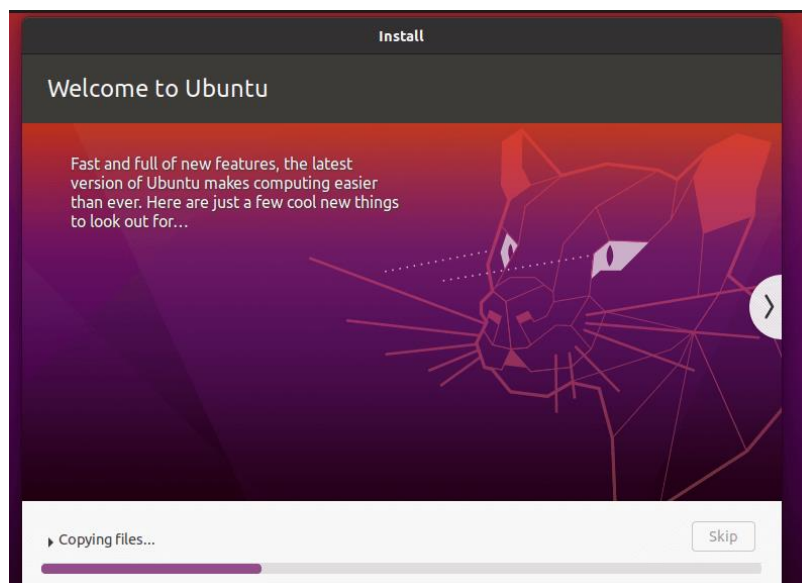 Install
Welcome to Ubuntu
Fast and full of new features, the latest
version of Ubuntu makes computing easier
than ever. Here are just a few cool new things
to look out for…
Copying files...
Skip